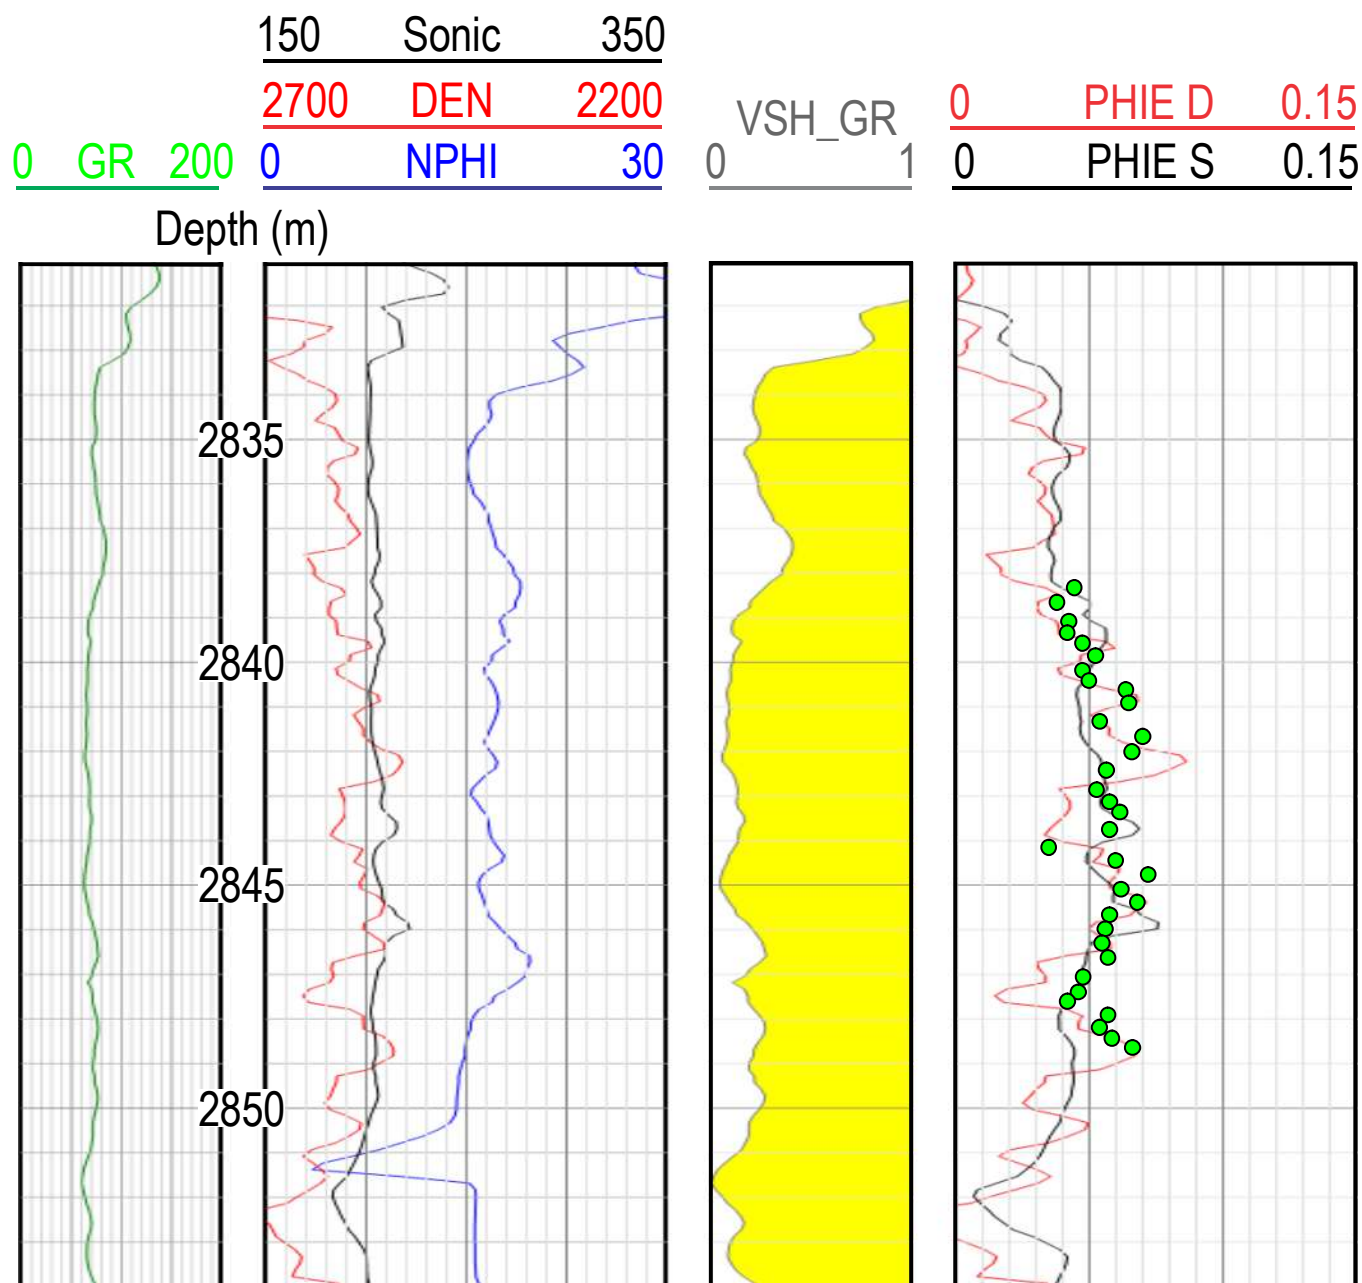 150 Sonic 350
2700 DEN 2200
0 PHIE D 0.15
VSH_GR
0 GR 200
0 NPHI 30
0 1
0 PHIE S 0.15
Depth (m)
2835
2840
2845
2850